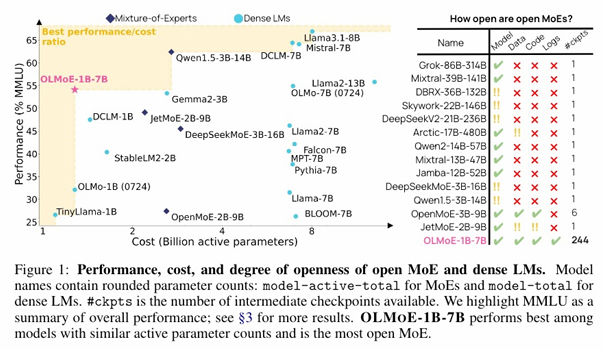 Mixture-of-Experts
Dense LMs
Best performance/cost
ratio
Performance (% MMLU)
65
60
55
50
45
40
35
30
25
Llama3.1-8B
Mistral-7B
DCLM-7B
Qwen1.5-3B-14B
OLMoE-1B-7B
Llama2-13B
OLMo-7B (0724)
Gemma2-3B
JetMoE-2B-9B
DCLM-1B
DeepSeekMoE-3B-16B
Llama2-7B
Falcon-7B
MPT-7B
StableLM2-2B
Pythia-7B
OLMo-1B (0724)
Llama-7B
TinyLlama-1B
OpenMoE-2B-9B
BLOOM-7B
1 2 4 8
Cost (Billion active parameters)
How open are open MoEs?
Name Model Data Code Logs #ckpts
Grok-86B-314B ✓ ✗ ✗ ✗ 1
Mixtral-39B-141B ✓ ✗ ✗ ✗ 1
DBRX-36B-132B !! ✗ ✗ ✗ 1
Skywork-22B-146B !! ✗ ✗ ✗ 1
DeepSeekV2-21B-236B !! ✗ ✗ ✗ 1
Arctic-17B-480B ✓ !! ✗ ✗ 1
Qwen2-14B-57B ✓ ✗ ✗ ✗ 1
Mixtral-13B-47B ✓ ✗ ✗ ✗ 1
Jamba-12B-52B ✓ ✗ ✗ ✗ 1
DeepSeekMoE-3B-16B !! ✗ ✗ ✗ 1
Qwen1.5-3B-14B !! ✗ ✗ ✗ 1
OpenMoE-3B-9B ✓ ✓ ✓ ✗ 6
JetMoE-2B-9B ✓ !! !! ✗ 1
OLMoE-1B-7B ✓ ✓ ✓ ✓ 244
Figure 1: Performance, cost, and degree of openness of open MoE and dense LMs. Model
names contain rounded parameter counts: model-active-total for MoEs and model-total for
dense LMs. #ckpts is the number of intermediate checkpoints available. We highlight MMLU as a
summary of overall performance; see §3 for more results. OLMOE-1B-7B performs best among
models with similar active parameter counts and is the most open MoE.